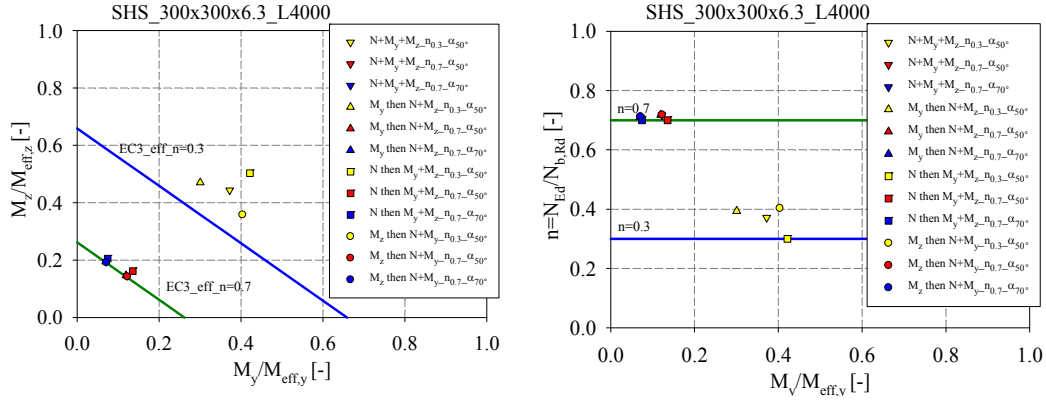 SHS_300x300x6.3_L4000
1.0
0.8
0.6
0.4
0.2
0.0
M_z/M_eff,z [-]
EC3_eff_n=0.3
EC3_eff_n=0.7
0.0 0.2 0.4 0.6 0.8 1.0
M_y/M_eff,y [-]
N+M_y+M_z_n_0.3_α_50°
N+M_y+M_z_n_0.7_α_50°
N+M_y+M_z_n_0.7_α_70°
M_y then N+M_z_n_0.3_α_50°
M_y then N+M_z_n_0.7_α_50°
M_y then N+M_z_n_0.7_α_70°
N then M_y+M_z_n_0.3_α_50°
N then M_y+M_z_n_0.7_α_50°
N then M_y+M_z_n_0.7_α_70°
M_z then N+M_y_n_0.3_α_50°
M_z then N+M_y_n_0.7_α_50°
M_z then N+M_y_n_0.7_α_70°
SHS_300x300x6.3_L4000
1.0
0.8
0.6
0.4
0.2
0.0
n=N_Ed/N_b,Rd [-]
n=0.7
n=0.3
0.0 0.2 0.4 0.6 0.8 1.0
M_y/M_eff,y [-]
N+M_y+M_z_n_0.3_α_50°
N+M_y+M_z_n_0.7_α_50°
N+M_y+M_z_n_0.7_α_70°
M_y then N+M_z_n_0.3_α_50°
M_y then N+M_z_n_0.7_α_50°
M_y then N+M_z_n_0.7_α_70°
N then M_y+M_z_n_0.3_α_50°
N then M_y+M_z_n_0.7_α_50°
N then M_y+M_z_n_0.7_α_70°
M_z then N+M_y_n_0.3_α_50°
M_z then N+M_y_n_0.7_α_50°
M_z then N+M_y_n_0.7_α_70°